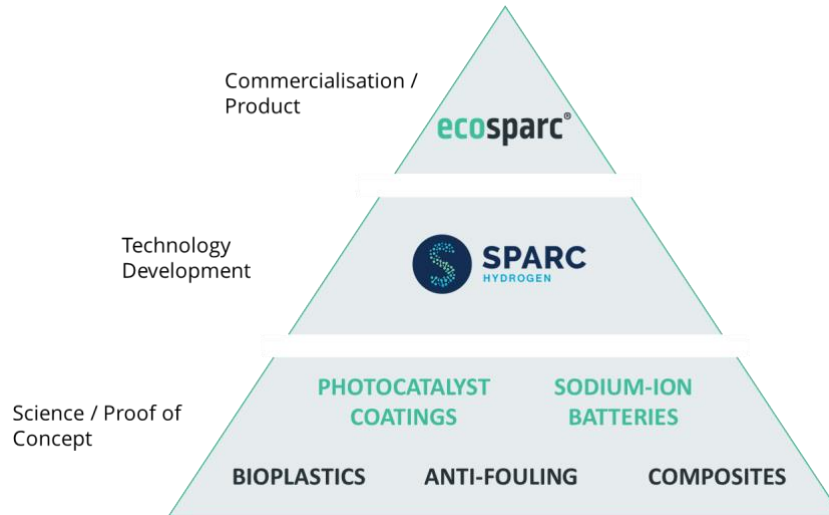 Commercialisation /
Product
ecosparc®
Technology
Development
SPARC
HYDROGEN
Science / Proof of
Concept
PHOTOCATALYST
COATINGS
SODIUM-ION
BATTERIES
BIOPLASTICS ANTI-FOULING COMPOSITES